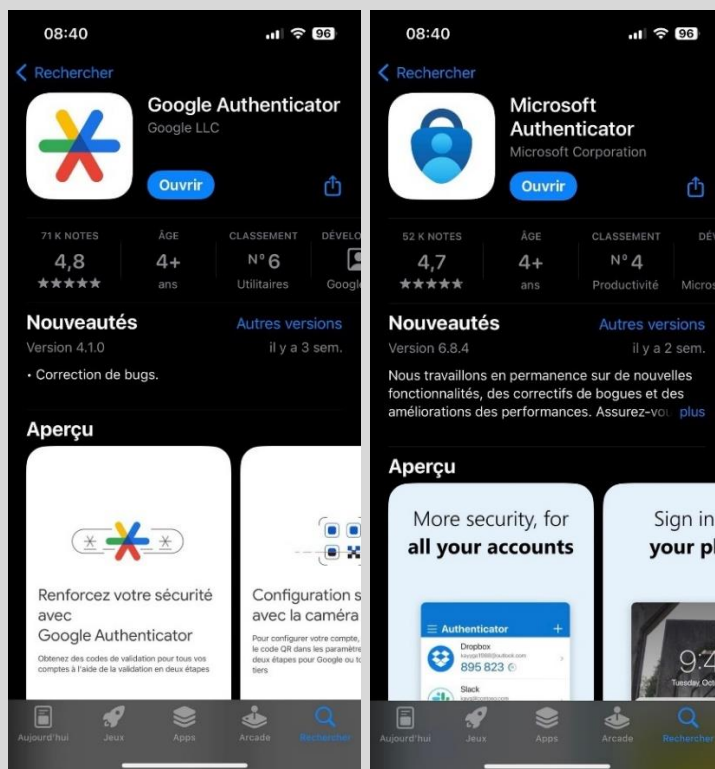 08:40
96
Rechercher
Google Authenticator
Google LLC
Ouvrir
71 K NOTES
ÂGE
CLASSEMENT
4,8
4+
N° 6
ans
Utilitaires
Nouveautés
Autres versions
Version 4.1.0
il y a 3 sem.
• Correction de bugs.
Aperçu
Renforcez votre sécurité
avec
Google Authenticator
Obtenez des codes de validation pour tous vos
comptes à l'aide de la validation en deux étapes
Configuration s
avec la caméra
Pour configurer votre compte,
le code QR dans les paramètre
deux étapes pour Google ou to
tiers
Aujourd'hui
Jeux
Apps
Arcade
Rechercher
08:40
96
Rechercher
Microsoft
Authenticator
Microsoft Corporation
Ouvrir
52 K NOTES
ÂGE
CLASSEMENT
DÉV
4,7
4+
N° 4
ans
Productivité
Micros
Nouveautés
Autres versions
Version 6.8.4
il y a 2 sem.
Nous travaillons en permanence sur de nouvelles
fonctionnalités, des correctifs de bogues et des
améliorations des performances. Assurez-vou plus
Aperçu
More security, for
all your accounts
Authenticator
Dropbox
895 823
Slack
Sign in
your ph
9:4
Tuesday, Oct
Aujourd'hui
Jeux
Apps
Arcade
Rechercher